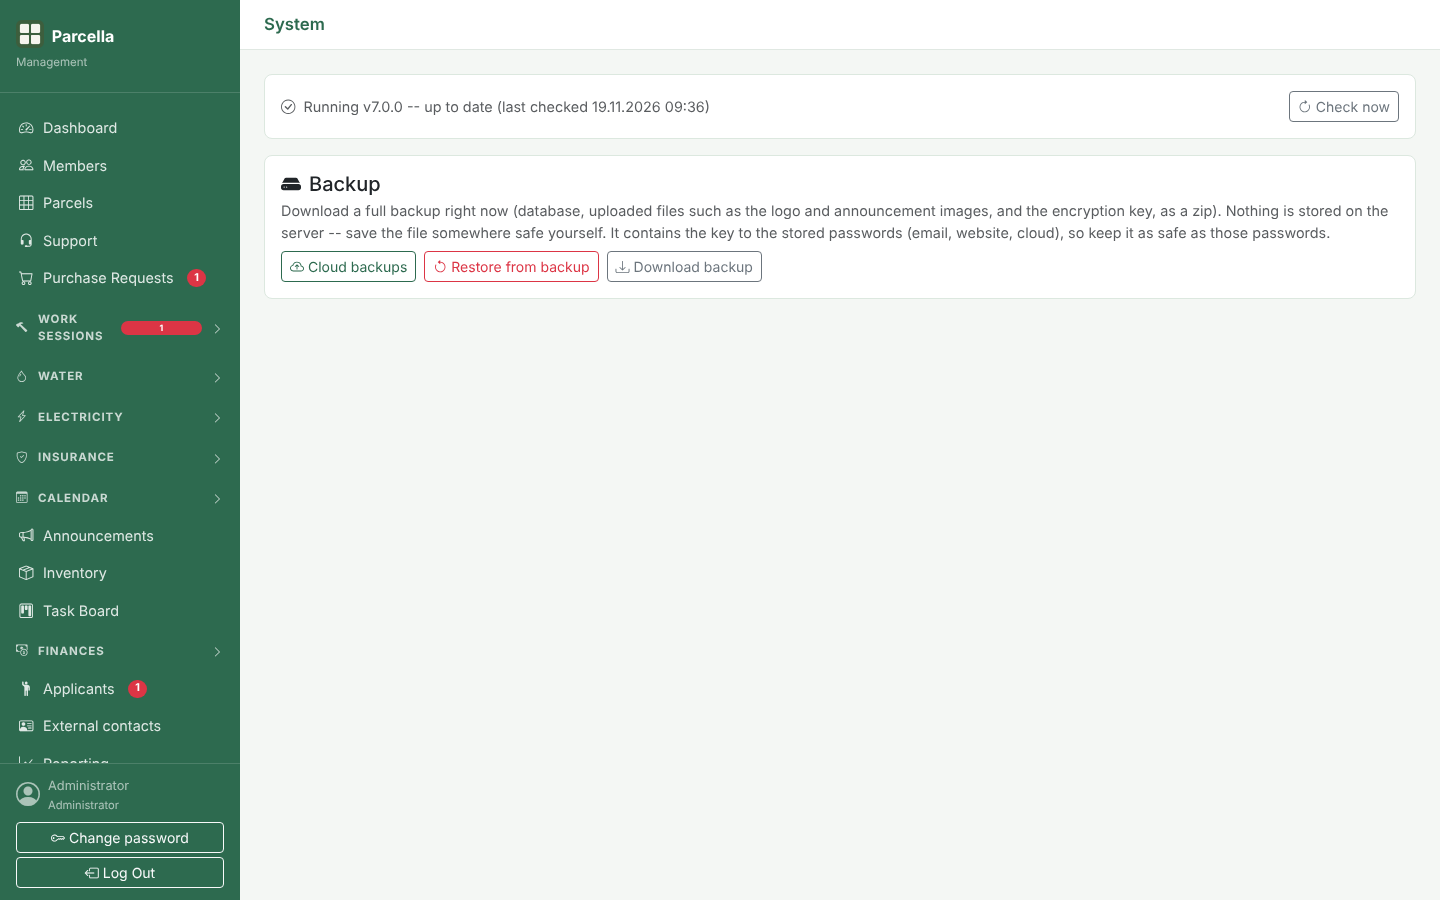 Parcella
Management
Dashboard
Members
Parcels
Support
Purchase Requests 1
WORK
SESSIONS 1
WATER
ELECTRICITY
INSURANCE
CALENDAR
Announcements
Inventory
Task Board
FINANCES
Applicants 1
External contacts
Reporting
Administrator
Administrator
Change password
Log Out
System
Running v7.0.0 -- up to date (last checked 19.11.2026 09:36)
Check now
Backup
Download a full backup right now (database, uploaded files such as the logo and announcement images, and the encryption key, as a zip). Nothing is stored on the
server -- save the file somewhere safe yourself. It contains the key to the stored passwords (email, website, cloud), so keep it as safe as those passwords.
Cloud backups
Restore from backup
Download backup